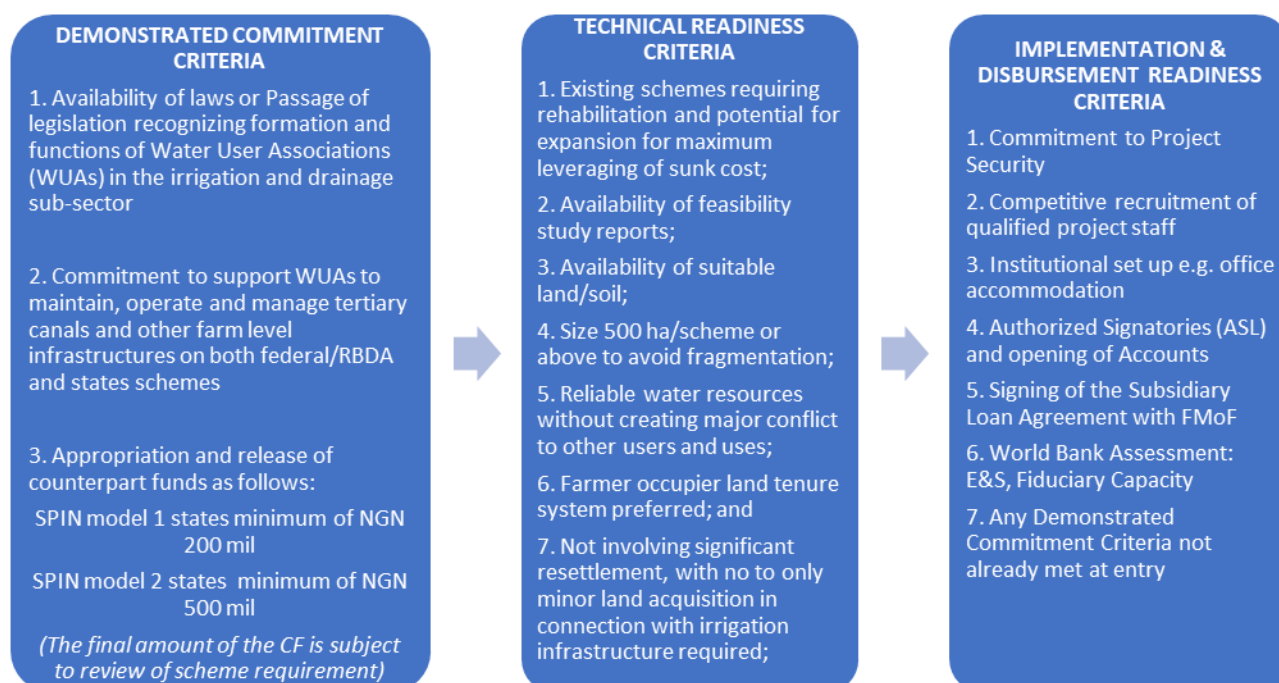 DEMONSTRATED COMMITMENT
CRITERIA
1. Availability of laws or Passage of
legislation recognizing formation and
functions of Water User Associations
(WUAs) in the irrigation and drainage
sub-sector
2. Commitment to support WUAs to
maintain, operate and manage tertiary
canals and other farm level
infrastructures on both federal/RBDA
and states schemes
3. Appropriation and release of
counterpart funds as follows:
SPIN model 1 states minimum of NGN
200 mil
SPIN model 2 states minimum of NGN
500 mil
(The final amount of the CF is subject
to review of scheme requirement)
TECHNICAL READINESS
CRITERIA
1. Existing schemes requiring
rehabilitation and potential for
expansion for maximum
leveraging of sunk cost;
2. Availability of feasibility
study reports;
3. Availability of suitable
land/soil;
4. Size 500 ha/scheme or
above to avoid fragmentation;
5. Reliable water resources
without creating major conflict
to other users and uses;
6. Farmer occupier land tenure
system preferred; and
7. Not involving significant
resettlement, with no to only
minor land acquisition in
connection with irrigation
infrastructure required;
IMPLEMENTATION &
DISBURSEMENT READINESS
CRITERIA
1. Commitment to Project
Security
2. Competitive recruitment of
qualified project staff
3. Institutional set up e.g. office
accommodation
4. Authorized Signatories (ASL)
and opening of Accounts
5. Signing of the Subsidiary
Loan Agreement with FMoF
6. World Bank Assessment:
E&S, Fiduciary Capacity
7. Any Demonstrated
Commitment Criteria not
already met at entry